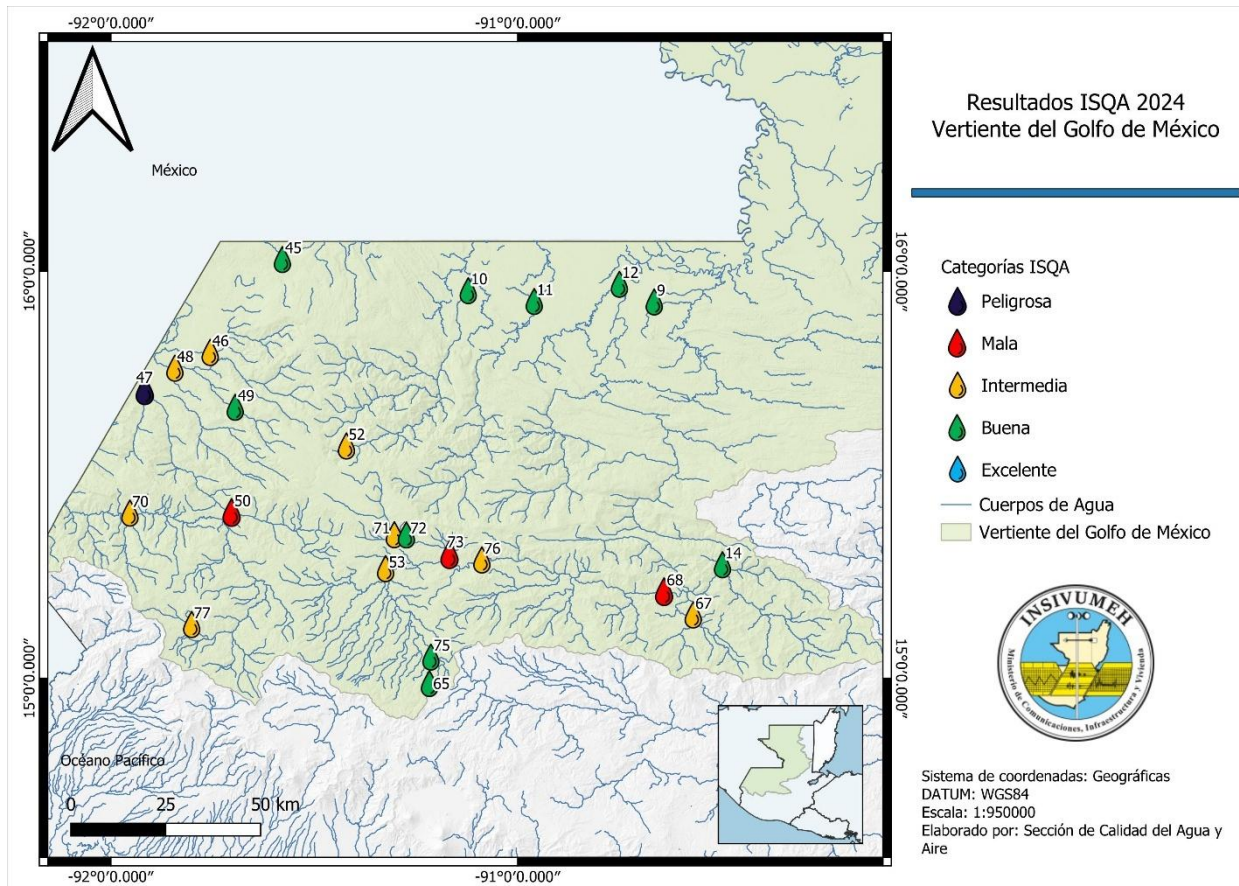 -92°0'0.000"
-91°0'0.000"
México
16°0'0.000"
16°0'0.000"
45
10
11
12
9
46
48
47
49
52
70
50
71
72
73
76
53
14
68
67
77
75
65
15°0'0.000"
15°0'0.000"
Océano Pacífico
0 25 50 km
-92°0'0.000"
-91°0'0.000"
Resultados ISQA 2024
Vertiente del Golfo de México
Categorías ISQA
Peligrosa
Mala
Intermedia
Buena
Excelente
Cuerpos de Agua
Vertiente del Golfo de México
INSIVUMEH
Ministerio de Comunicaciones, Infraestructura y Vivienda
Sistema de coordenadas: Geográficas
DATUM: WGS84
Escala: 1:950000
Elaborado por: Sección de Calidad del Agua y
Aire